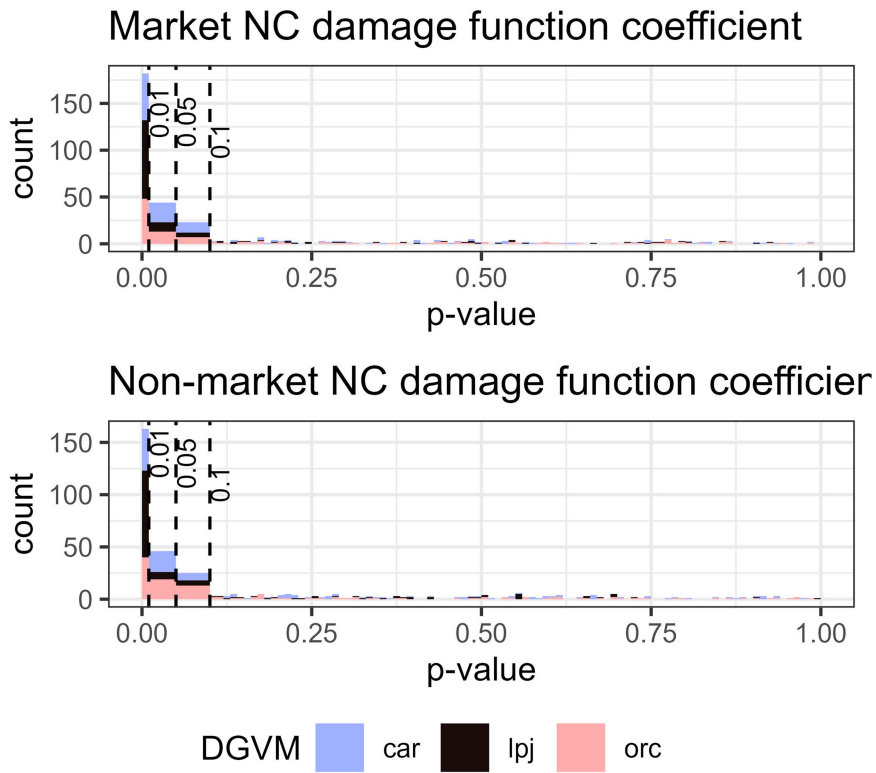 Market NC damage function coefficient
count
150
100
50
0
0.01
0.05
0.1
0.00 0.25 0.50 0.75 1.00
p-value
Non-market NC damage function coefficien
count
150
100
50
0
0.01
0.05
0.1
0.00 0.25 0.50 0.75 1.00
p-value
DGVM car lpj orc